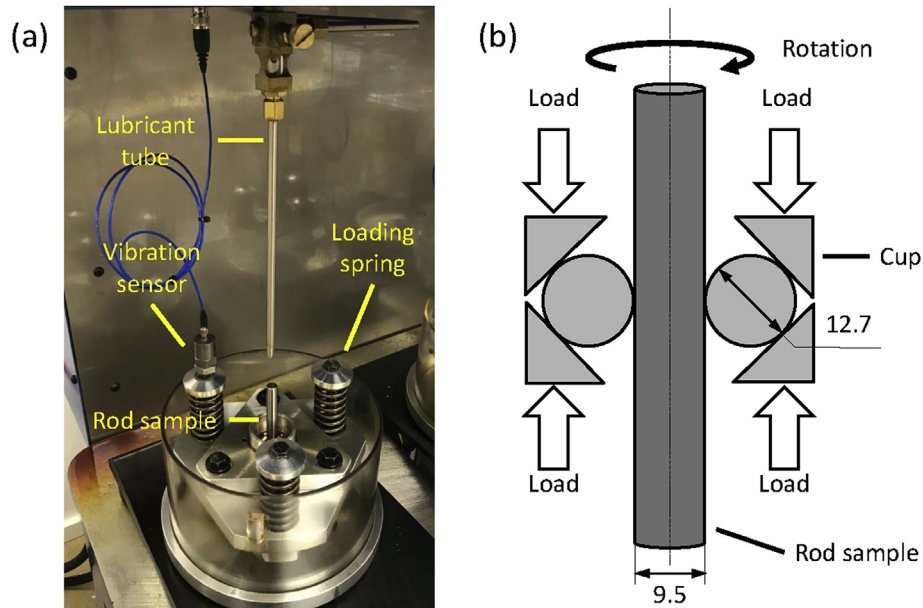 (a)
Lubricant
tube
Vibration
sensor
Loading
spring
Rod sample
(b)
Rotation
Load
Load
Cup
12.7
Load
Load
Rod sample
9.5